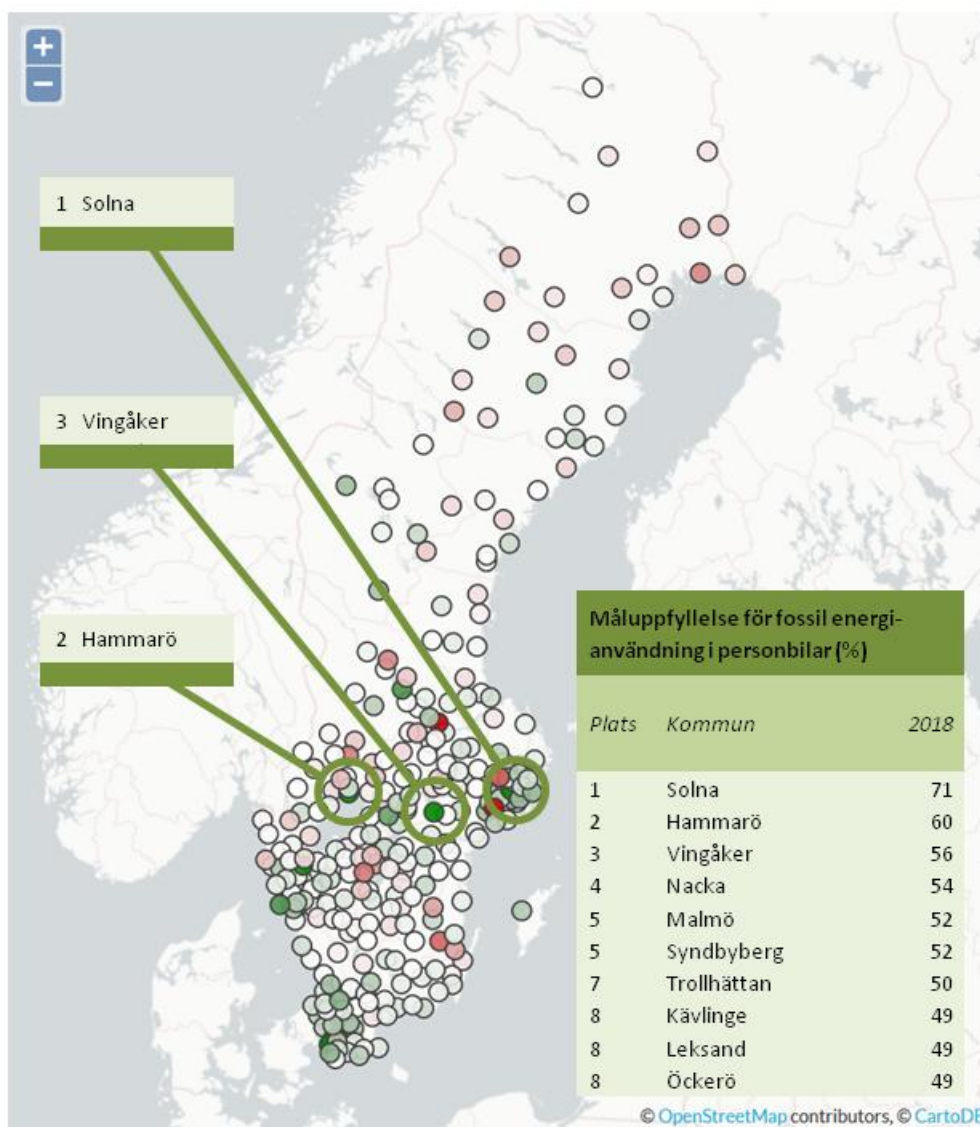 +
−
1 Solna
3 Vingåker
2 Hammarö
Måluppfyllelse för fossil energi-
användning i personbilar (%)
Plats Kommun 2018
1 Solna 71
2 Hammarö 60
3 Vingåker 56
4 Nacka 54
5 Malmö 52
5 Syndbyberg 52
7 Trollhättan 50
8 Kävlinge 49
8 Leksand 49
8 Öckerö 49
© OpenStreetMap contributors, © CartoDB